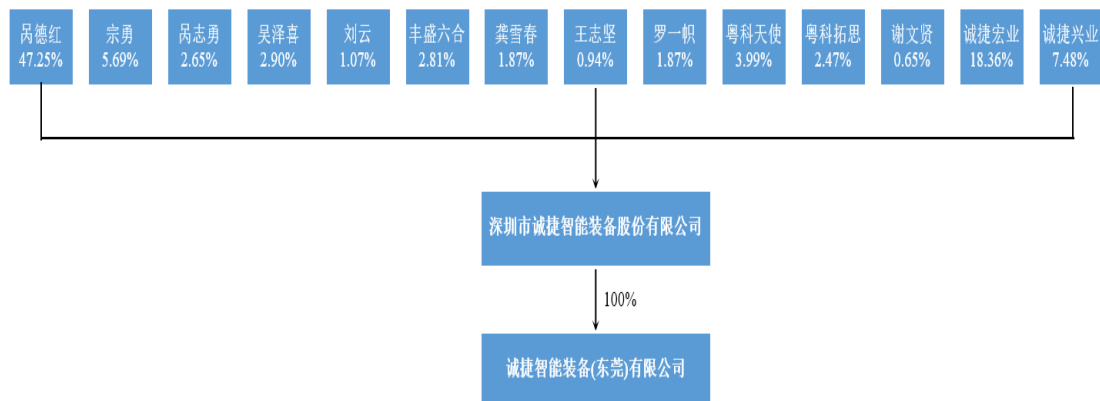 呙德红
47.25%
宗勇
5.69%
呙志勇
2.65%
吴泽喜
2.90%
刘云
1.07%
丰盛六合
2.81%
龚雪春
1.87%
王志坚
0.94%
罗一帜
1.87%
粤科天使
3.99%
粤科拓思
2.47%
谢文贤
0.65%
诚捷宏业
18.36%
诚捷兴业
7.48%
深圳市诚捷智能装备股份有限公司
100%
诚捷智能装备(东莞)有限公司